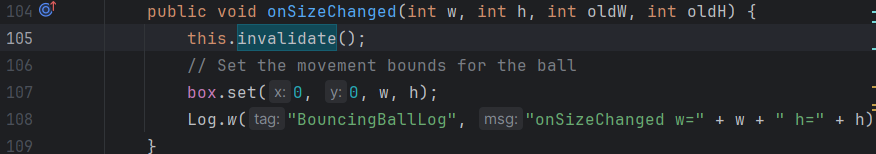 104 public void onSizeChanged(int w, int h, int oldW, int oldH) {
105 this.invalidate();
106 // Set the movement bounds for the ball
107 box.set( x: 0, y: 0, w, h);
108 Log.w( tag: "BouncingBallLog", msg: "onSizeChanged w=" + w + " h=" + h)
109 }